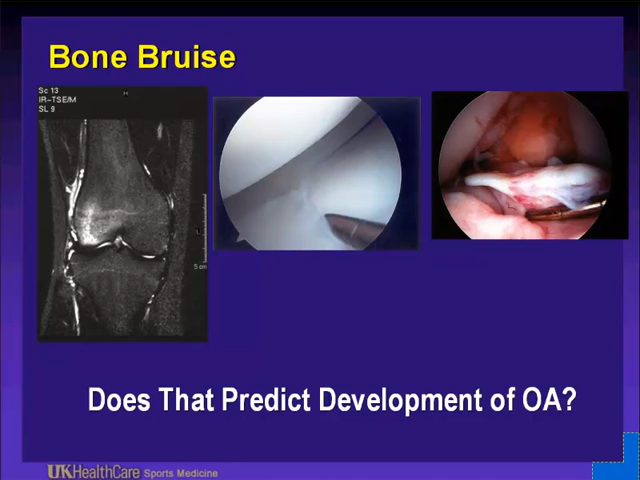 Bone Bruise
Sc 13
IR-TSE/M
SL 9
H
5 cm
Does That Predict Development of OA?
UKHealthCare Sports Medicine